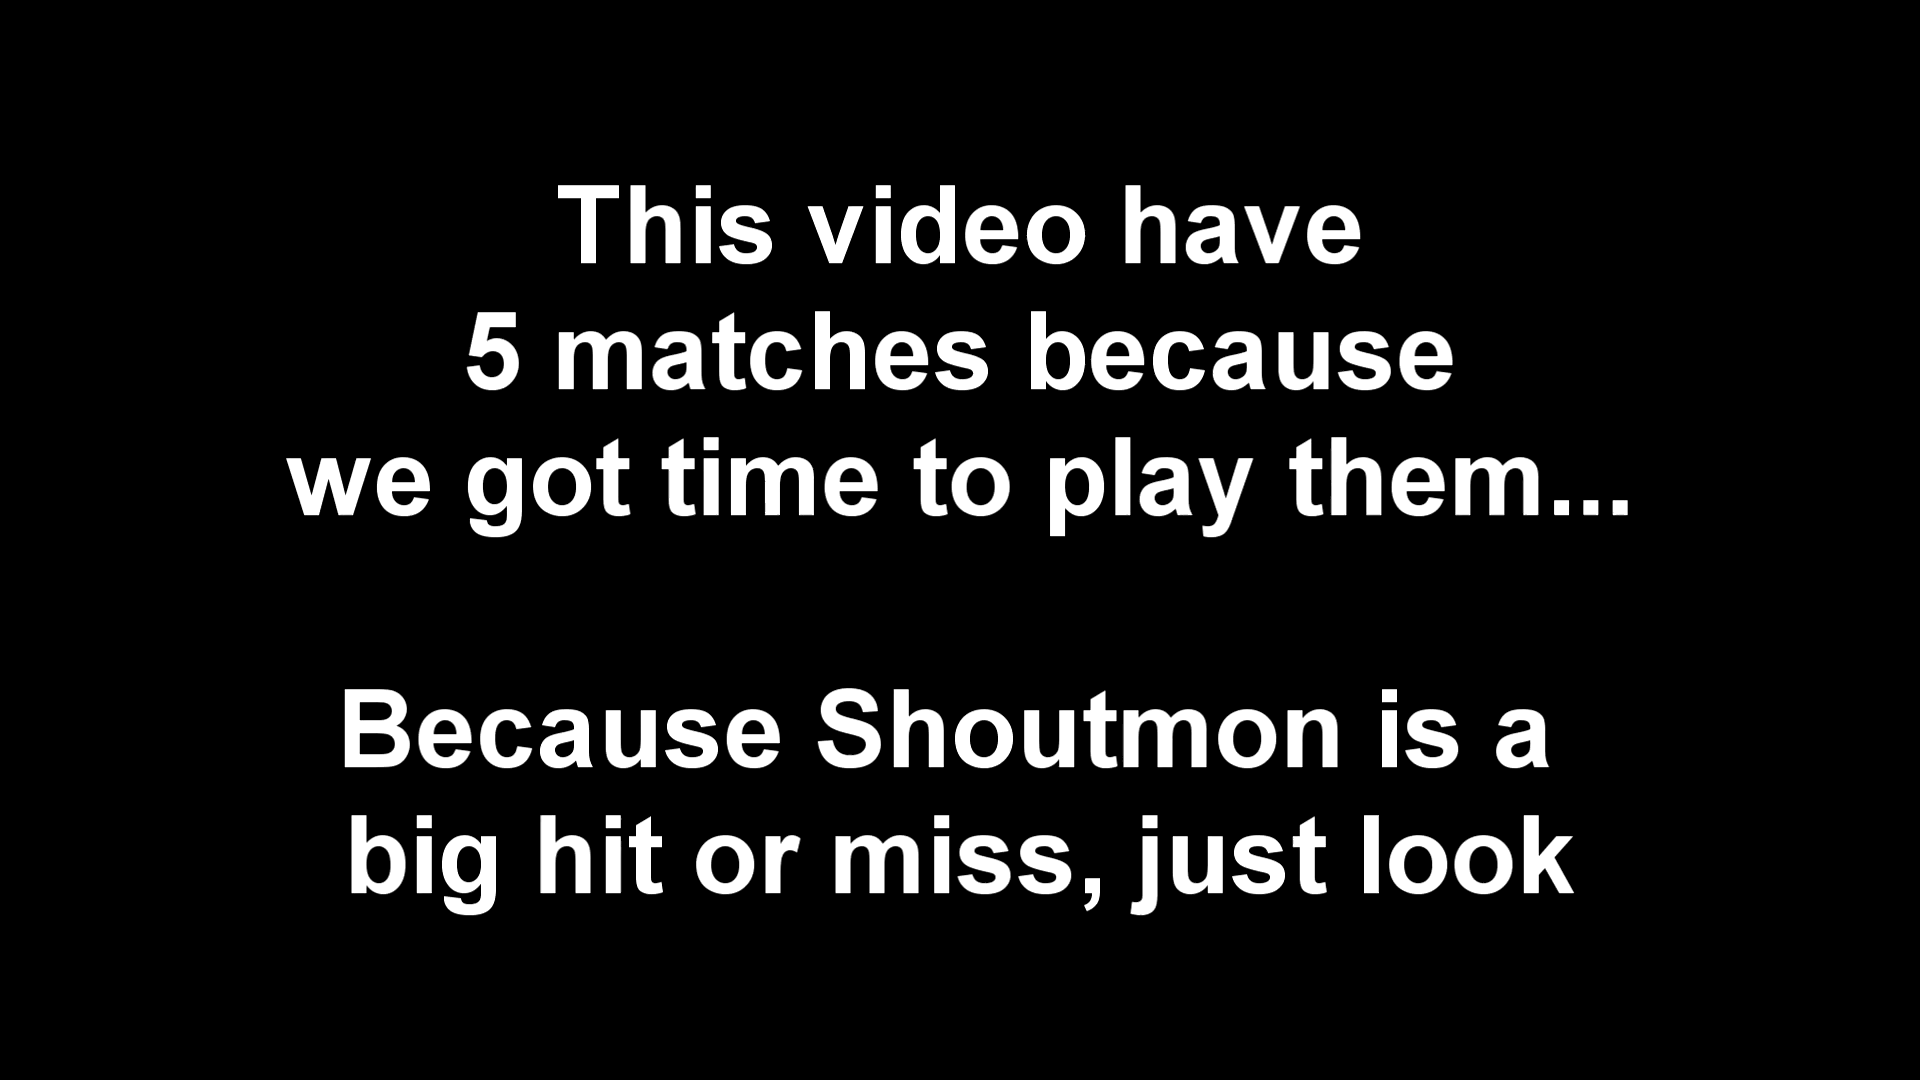 This video have
5 matches because
we got time to play them...
Because Shoutmon is a
big hit or miss, just look